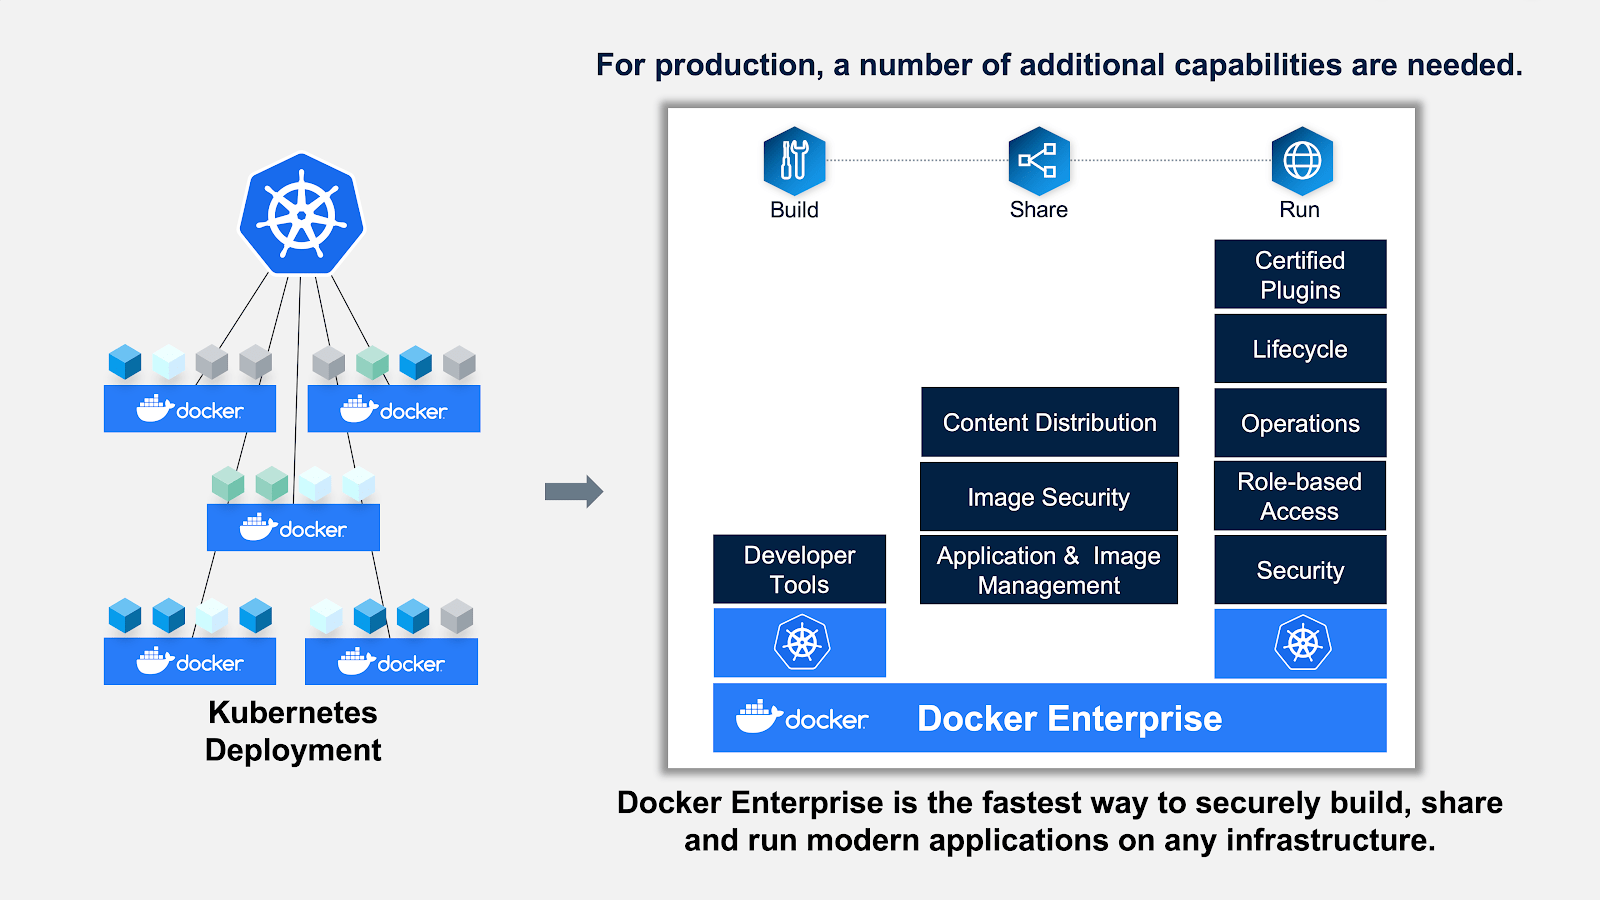 For production, a number of additional capabilities are needed.
Build
Share
Run
Certified
Plugins
Lifecycle
Content Distribution
Operations
Image Security
Role-based
Access
Developer
Tools
Application & Image
Management
Security
docker
Docker Enterprise
docker
docker
docker
docker
docker
Kubernetes
Deployment
Docker Enterprise is the fastest way to securely build, share
and run modern applications on any infrastructure.